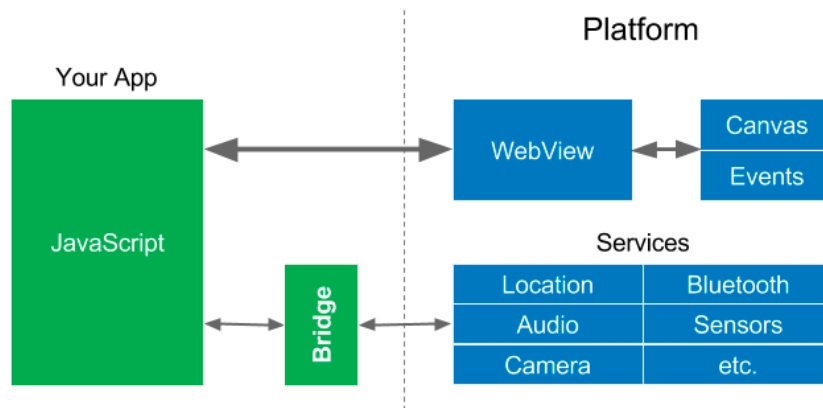 Platform
Your App
JavaScript
WebView
Canvas
Events
Bridge
Services
Location
Bluetooth
Audio
Sensors
Camera
etc.